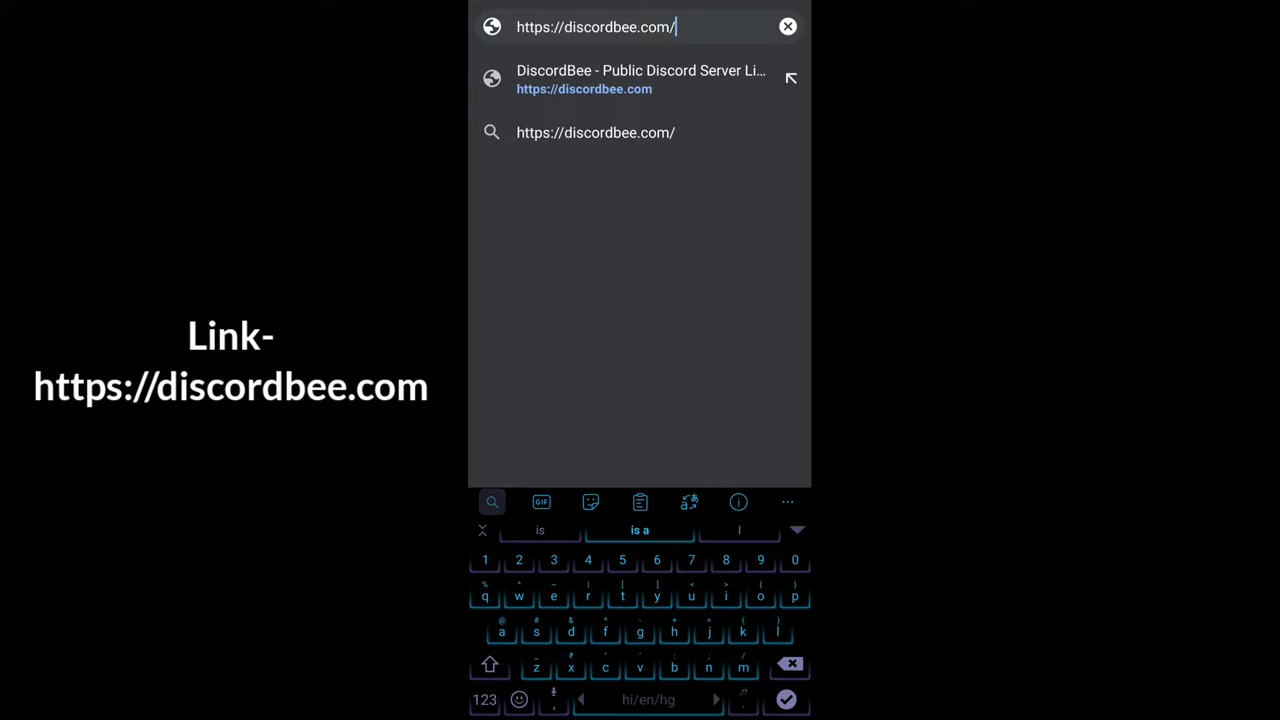 https://discordbee.com/
DiscordBee - Public Discord Server Li...
https://discordbee.com
https://discordbee.com/
Link-
https://discordbee.com
GIF
is is a I
1 2 3 4 5 6 7 8 9 0
% ^ ~ | [ ] < > { }
q w e r t y u i o p
@ # & * - + = ( )
a s d f g h j k l
_ " ' : ; /
z x c v b n m
123 , hi/en/hg .